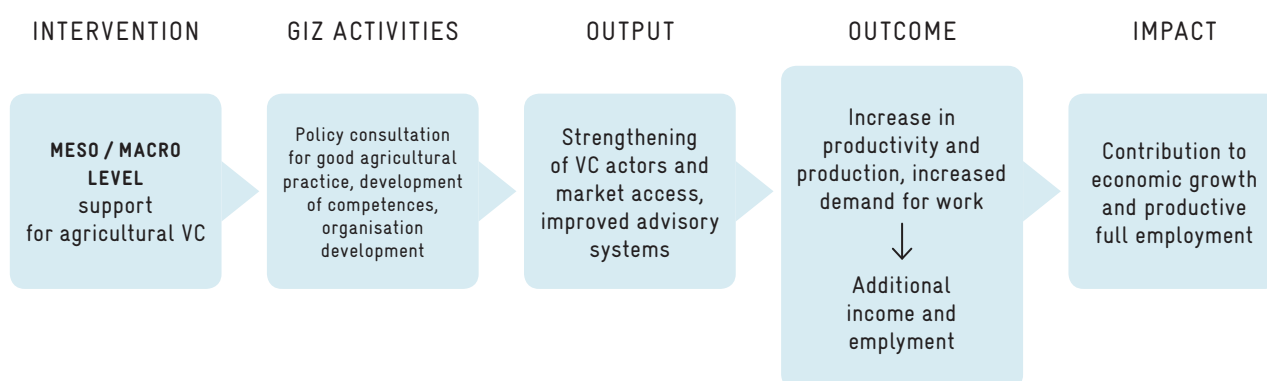 INTERVENTION
MESO / MACRO
LEVEL
support
for agricultural VC
GIZ ACTIVITIES
Policy consultation
for good agricultural
practice, development
of competences,
organisation
development
OUTPUT
Strengthening
of VC actors and
market access,
improved advisory
systems
OUTCOME
Increase in
productivity and
production, increased
demand for work
Additional
income and
emplyment
IMPACT
Contribution to
economic growth
and productive
full employment